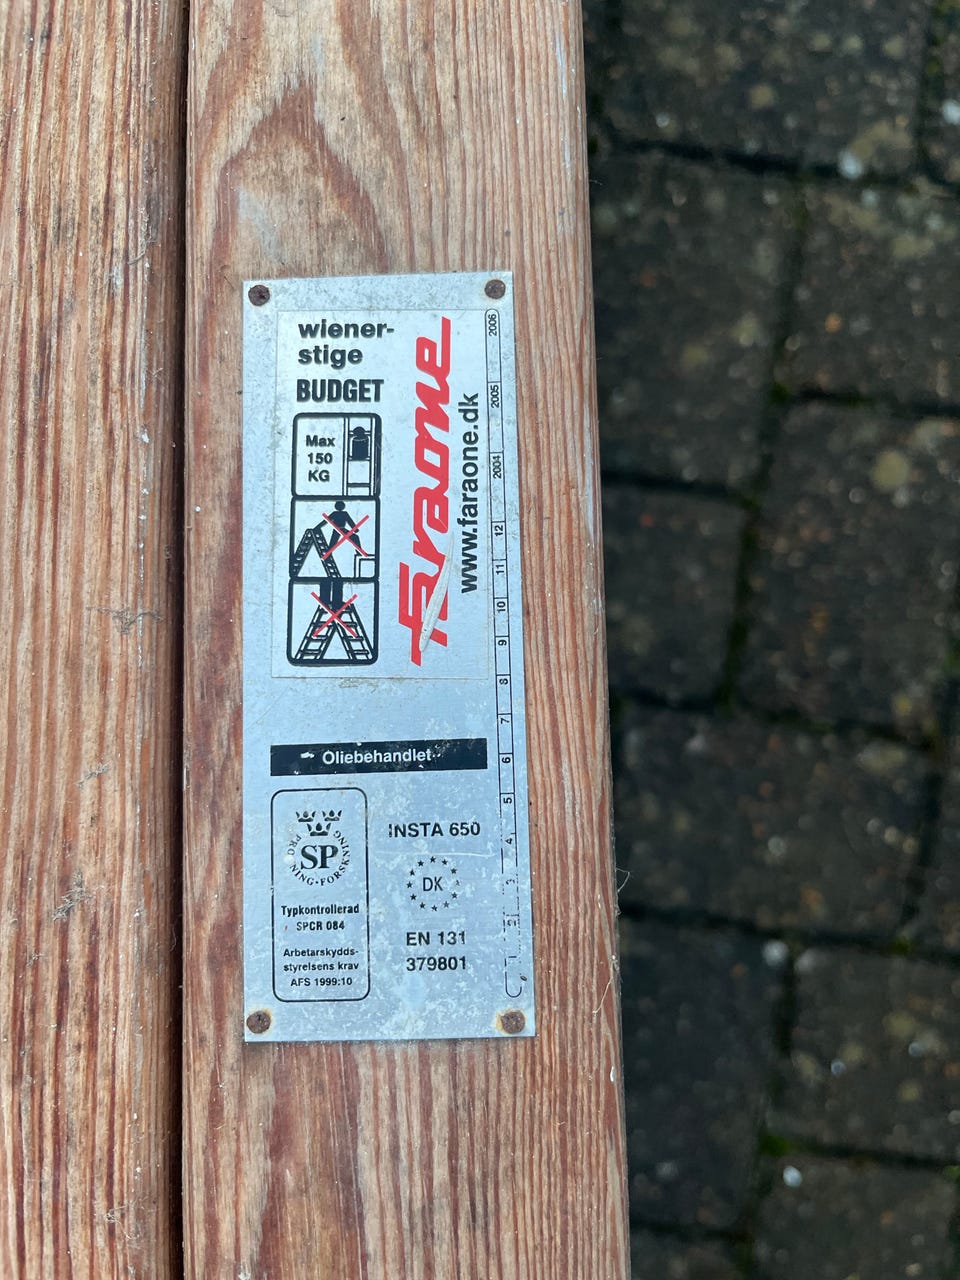 wiener-
stige
BUDGET
Max
150
KG
faraone
www.faraone.dk
2006
2005
2004
12
11
10
9
8
7
6
5
4
Oliebehandlet
SP
PROVNING·FORSKNING
Typkontrollerad
SPCR 084
Arbetarskydds-
styrelsens krav
AFS 1999:10
INSTA 650
DK
EN 131
379801